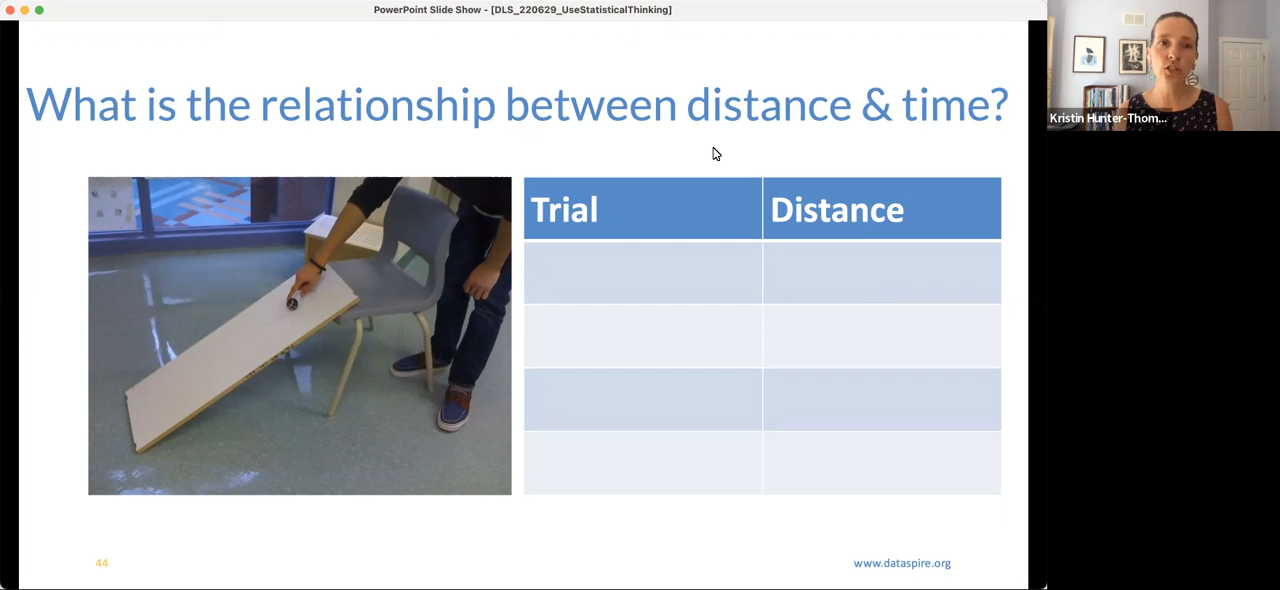 PowerPoint Slide Show - [DLS_220629_UseStatisticalThinking]
What is the relationship between distance & time?
Kristin Hunter-Thom...
Trial
Distance
44
www.dataspire.org